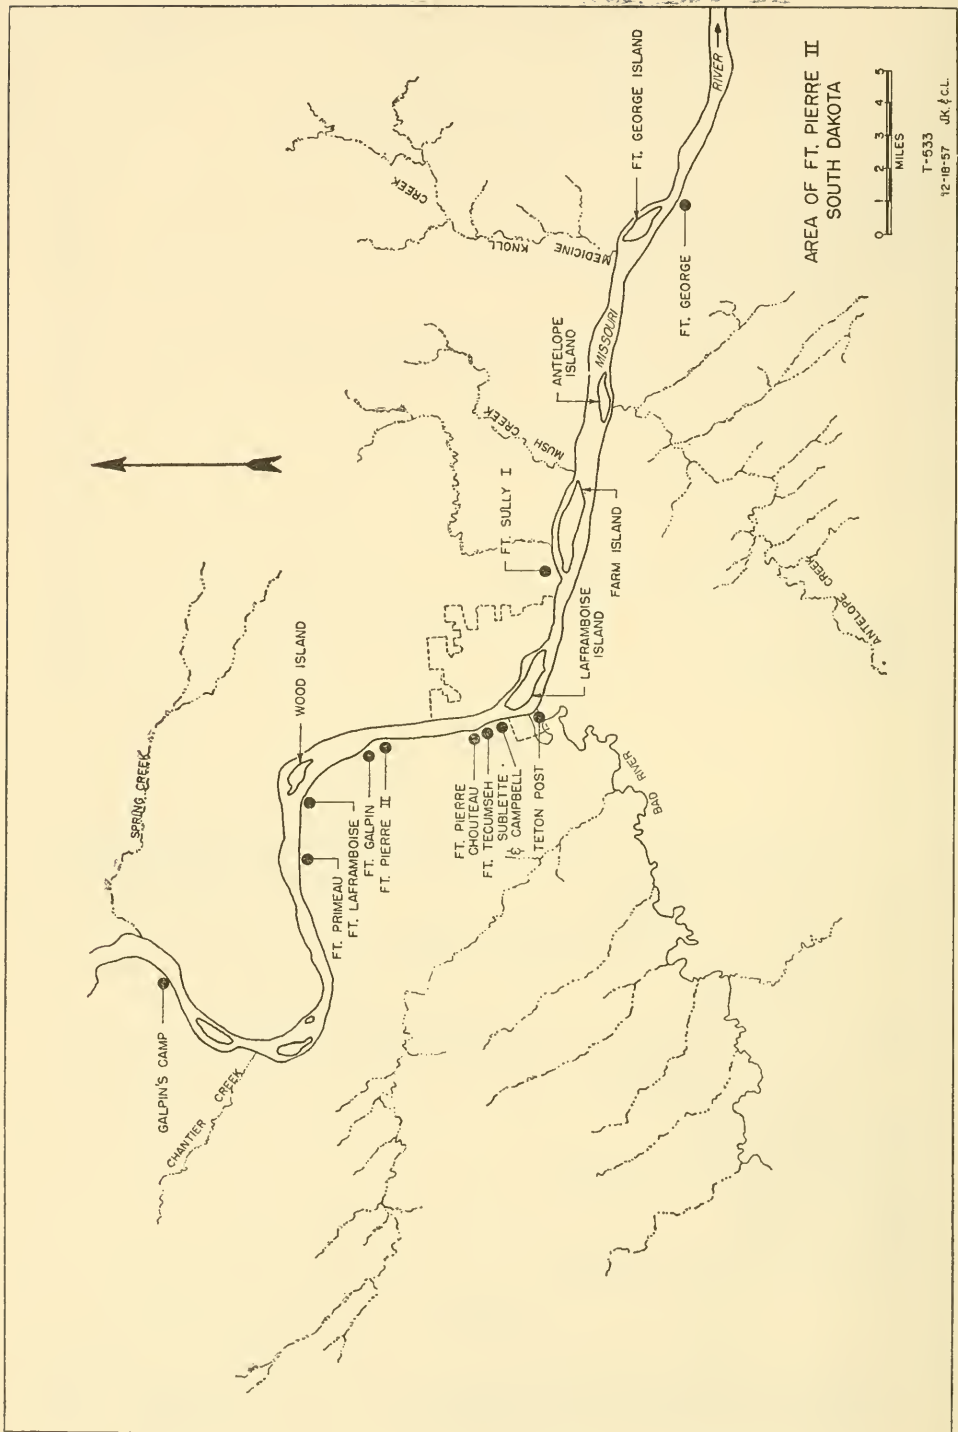 GALPIN'S CAMP
CHANTIER
CREEK
SPRING CREEK
WOOD ISLAND
FT. PRIMEAU
FT. LAFRAMBOISE
FT. GALPIN
FT. PIERRE II
FT. PIERRE
CHOUTEAU
FT. TECUMSEH
SUBLETTE
& CAMPBELL
TETON POST
BAD
RIVER
LAFRAMBOISE
ISLAND
FT. SULLY I
FARM ISLAND
MUSH CREEK
ANTELOPE
ISLAND
ANTELOPE CREEK
MISSOURI
RIVER
MEDICINE
KNOLL
CREEK
FT. GEORGE ISLAND
FT. GEORGE
AREA OF FT. PIERRE II
SOUTH DAKOTA
0 1 2 3 4 5
MILES
T-533
12-18-57 J.K. & C.L.